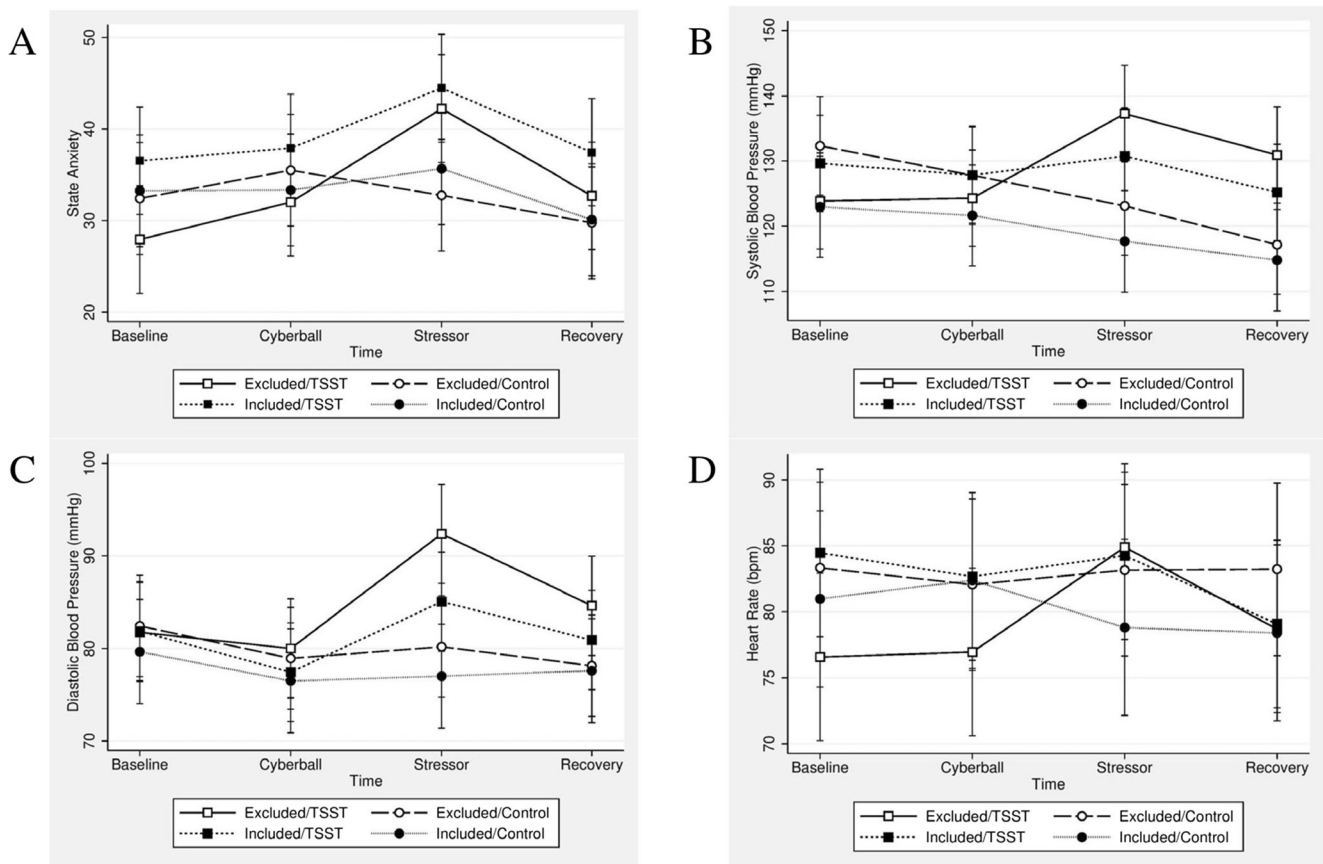 A
50
40
30
20
State Anxiety
Baseline Cyberball Stressor Recovery
Time
Excluded/TSST Excluded/Control
Included/TSST Included/Control
B
150
140
130
120
110
Systolic Blood Pressure (mmHg)
Baseline Cyberball Stressor Recovery
Time
Excluded/TSST Excluded/Control
Included/TSST Included/Control
C
100
90
80
70
Diastolic Blood Pressure (mmHg)
Baseline Cyberball Stressor Recovery
Time
Excluded/TSST Excluded/Control
Included/TSST Included/Control
D
90
85
80
75
70
Heart Rate (bpm)
Baseline Cyberball Stressor Recovery
Time
Excluded/TSST Excluded/Control
Included/TSST Included/Control